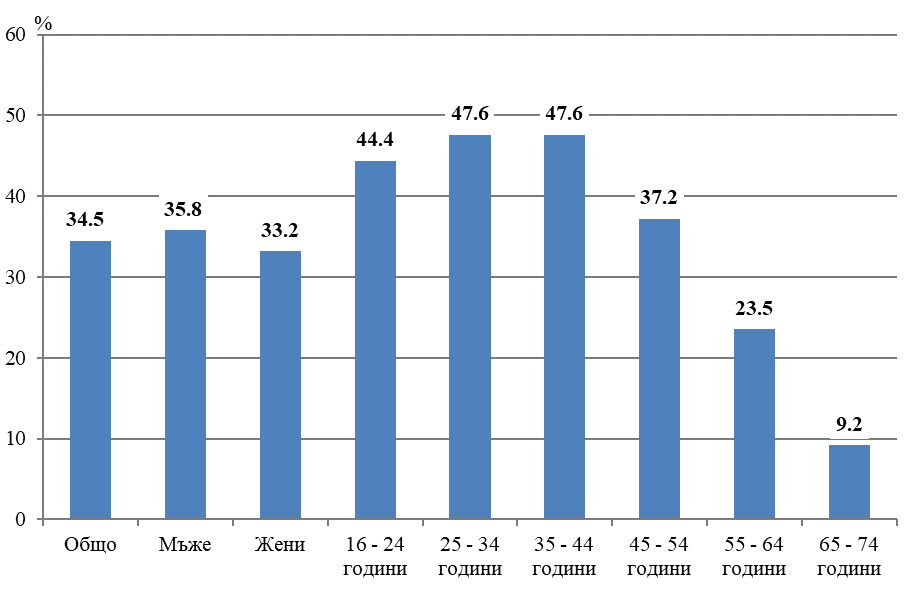 %
60
50
40
30
20
10
0
34.5
35.8
33.2
44.4
47.6
47.6
37.2
23.5
9.2
Общо
Мъже
Жени
16 - 24
години
25 - 34
години
35 - 44
години
45 - 54
години
55 - 64
години
65 - 74
години